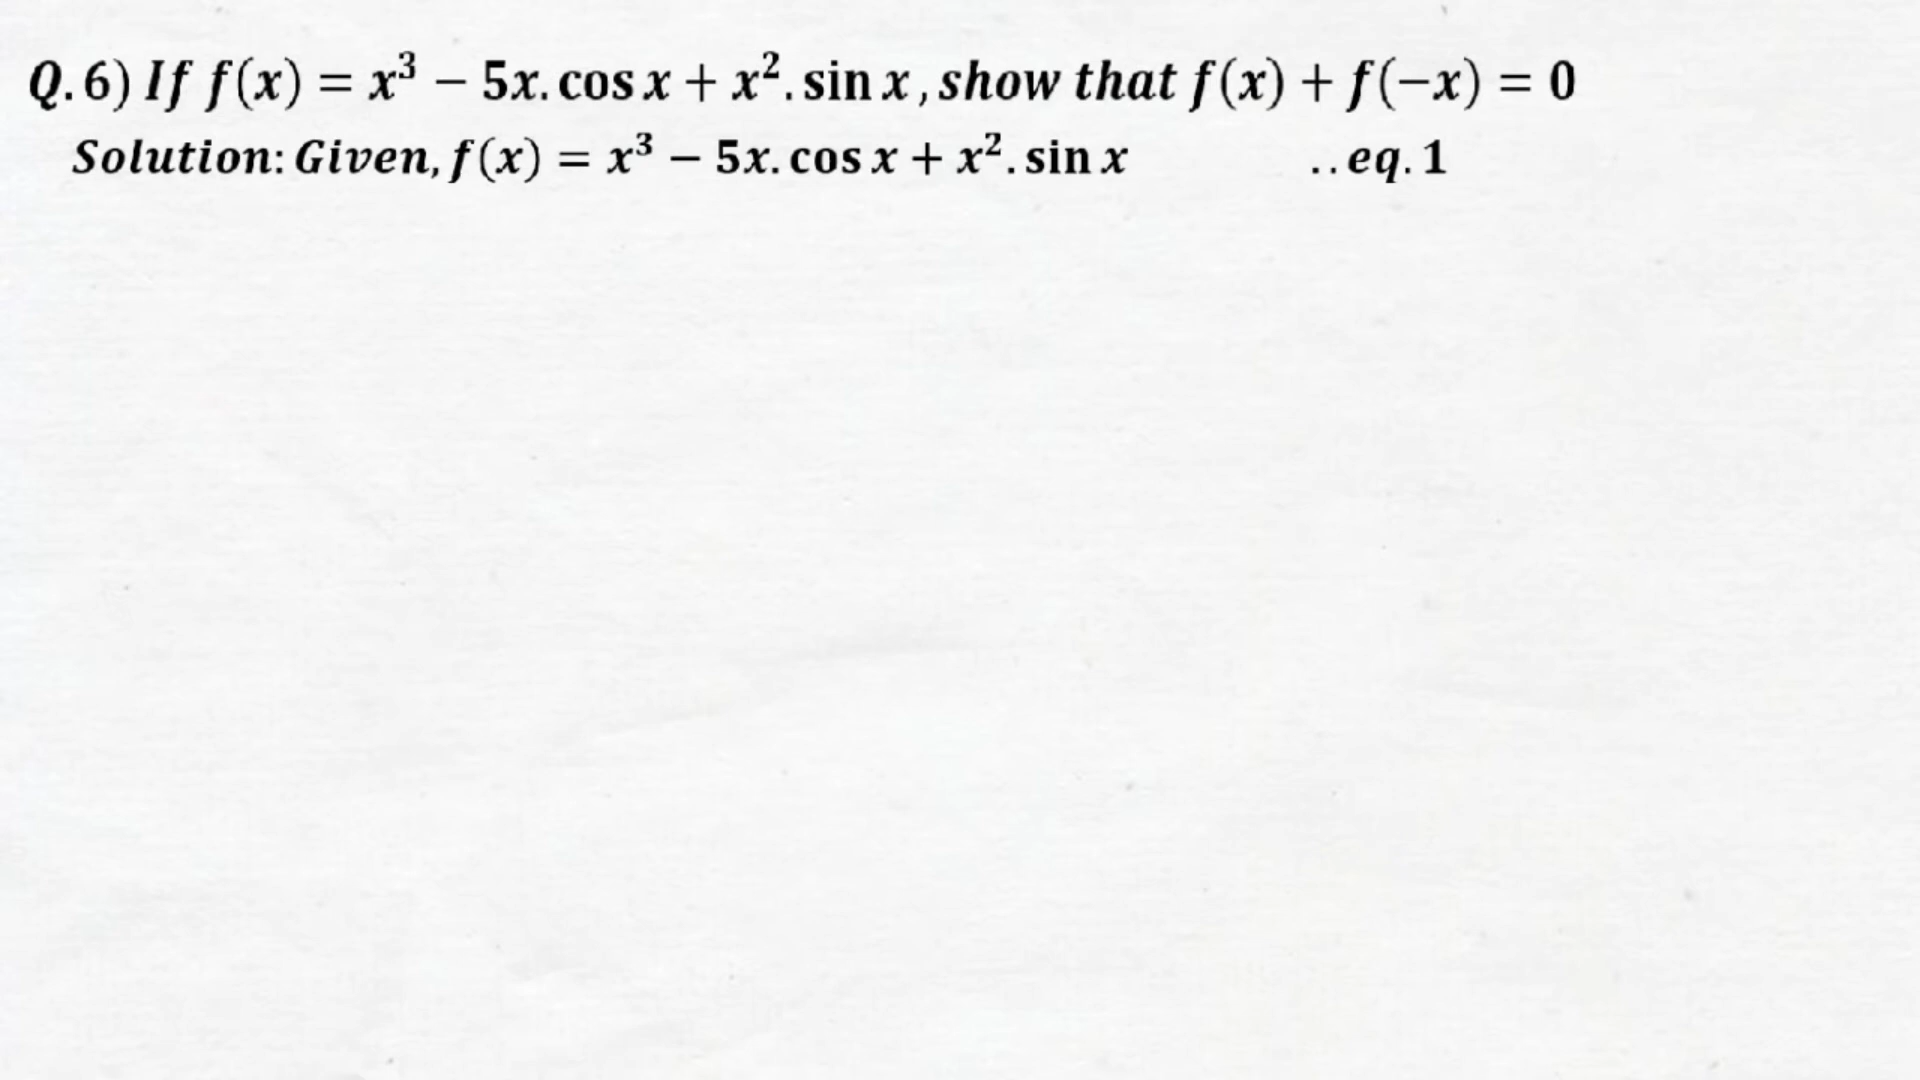 Q.6) If f(x) = x³ − 5x.cos x + x².sin x, show that f(x) + f(−x) = 0
Solution: Given, f(x) = x³ − 5x.cos x + x².sin x ..eq.1